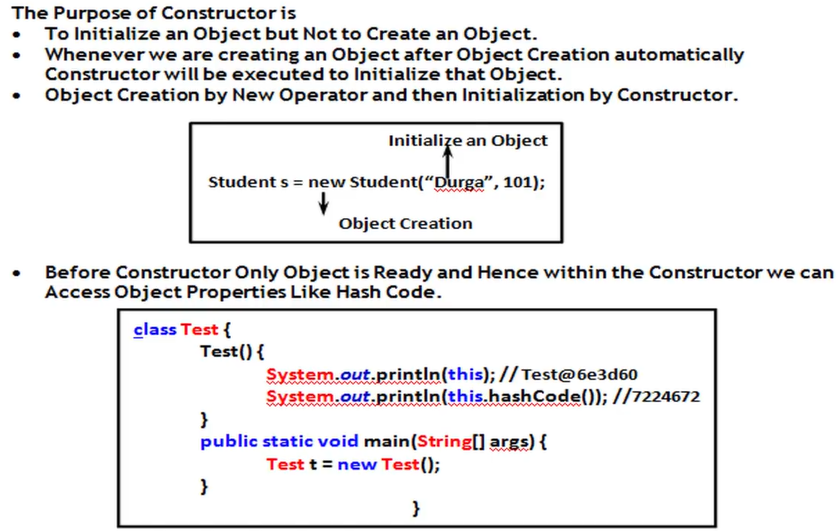 The Purpose of Constructor is
• To Initialize an Object but Not to Create an Object.
• Whenever we are creating an Object after Object Creation automatically
Constructor will be executed to Initialize that Object.
• Object Creation by New Operator and then Initialization by Constructor.
Initialize an Object
Student s = new Student(“Durga”, 101);
Object Creation
• Before Constructor Only Object is Ready and Hence within the Constructor we can
Access Object Properties Like Hash Code.
class Test {
Test() {
System.out.println(this); // Test@6e3d60
System.out.println(this.hashCode()); //7224672
}
public static void main(String[] args) {
Test t = new Test();
}
}